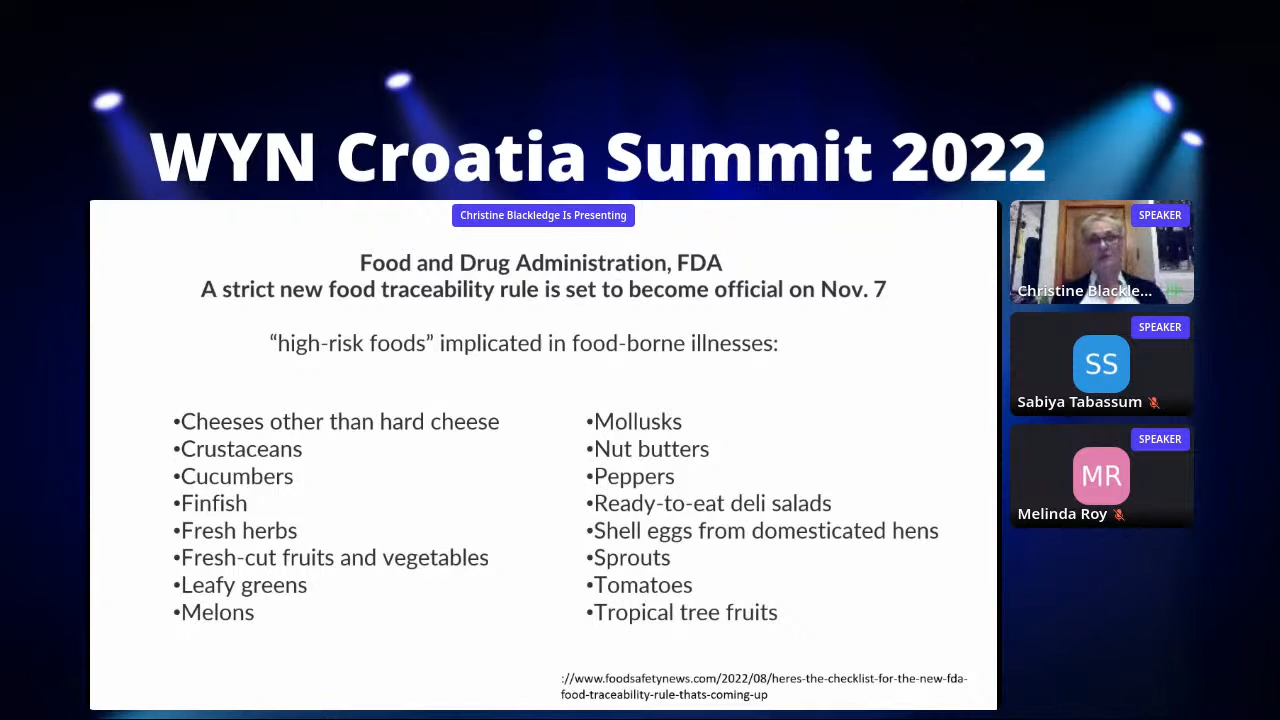 WYN Croatia Summit 2022
Christine Blackledge Is Presenting
Food and Drug Administration, FDA
A strict new food traceability rule is set to become official on Nov. 7
“high-risk foods” implicated in food-borne illnesses:
•Cheeses other than hard cheese
•Crustaceans
•Cucumbers
•Finfish
•Fresh herbs
•Fresh-cut fruits and vegetables
•Leafy greens
•Melons
•Mollusks
•Nut butters
•Peppers
•Ready-to-eat deli salads
•Shell eggs from domesticated hens
•Sprouts
•Tomatoes
•Tropical tree fruits
://www.foodsafetynews.com/2022/08/heres-the-checklist-for-the-new-fda-
food-traceability-rule-thats-coming-up
SPEAKER
Christine Blackle...
SPEAKER
SS
Sabiya Tabassum
SPEAKER
MR
Melinda Roy